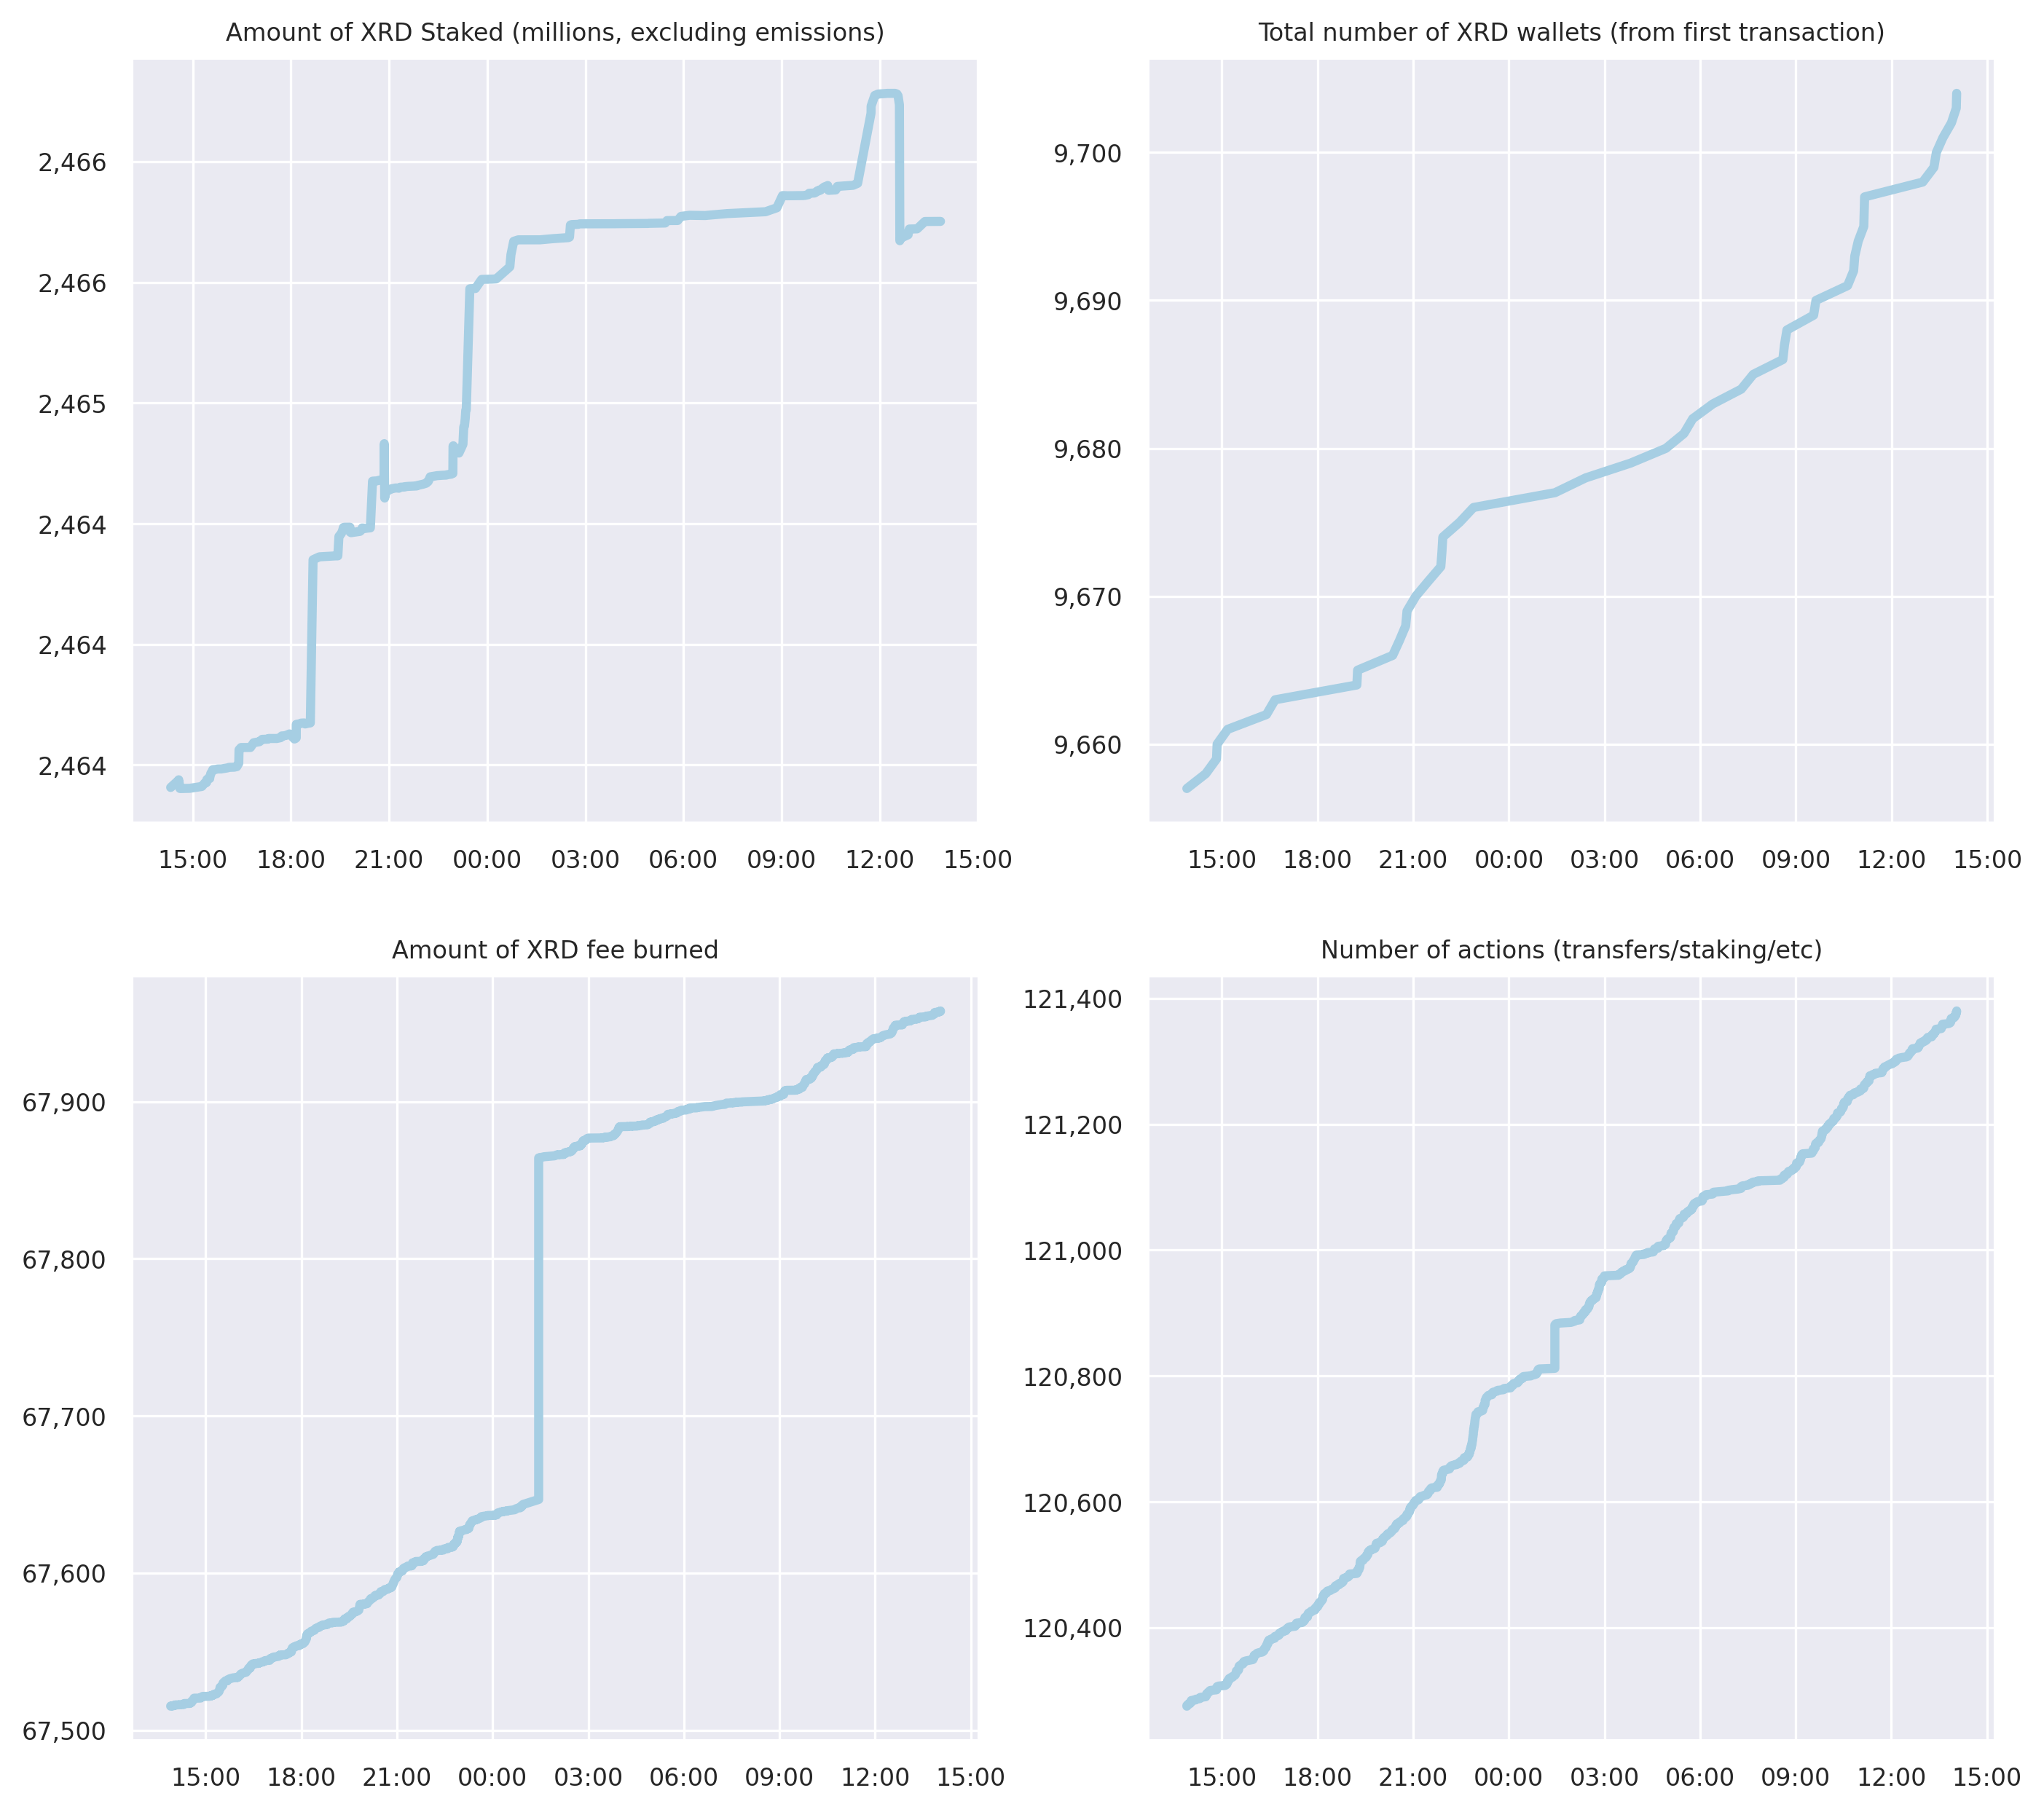 Amount of XRD Staked (millions, excluding emissions)
2,466
2,466
2,465
2,464
2,464
2,464
15:00 18:00 21:00 00:00 03:00 06:00 09:00 12:00 15:00
Total number of XRD wallets (from first transaction)
9,700
9,690
9,680
9,670
9,660
15:00 18:00 21:00 00:00 03:00 06:00 09:00 12:00 15:00
Amount of XRD fee burned
67,900
67,800
67,700
67,600
67,500
15:00 18:00 21:00 00:00 03:00 06:00 09:00 12:00 15:00
Number of actions (transfers/staking/etc)
121,400
121,200
121,000
120,800
120,600
120,400
15:00 18:00 21:00 00:00 03:00 06:00 09:00 12:00 15:00